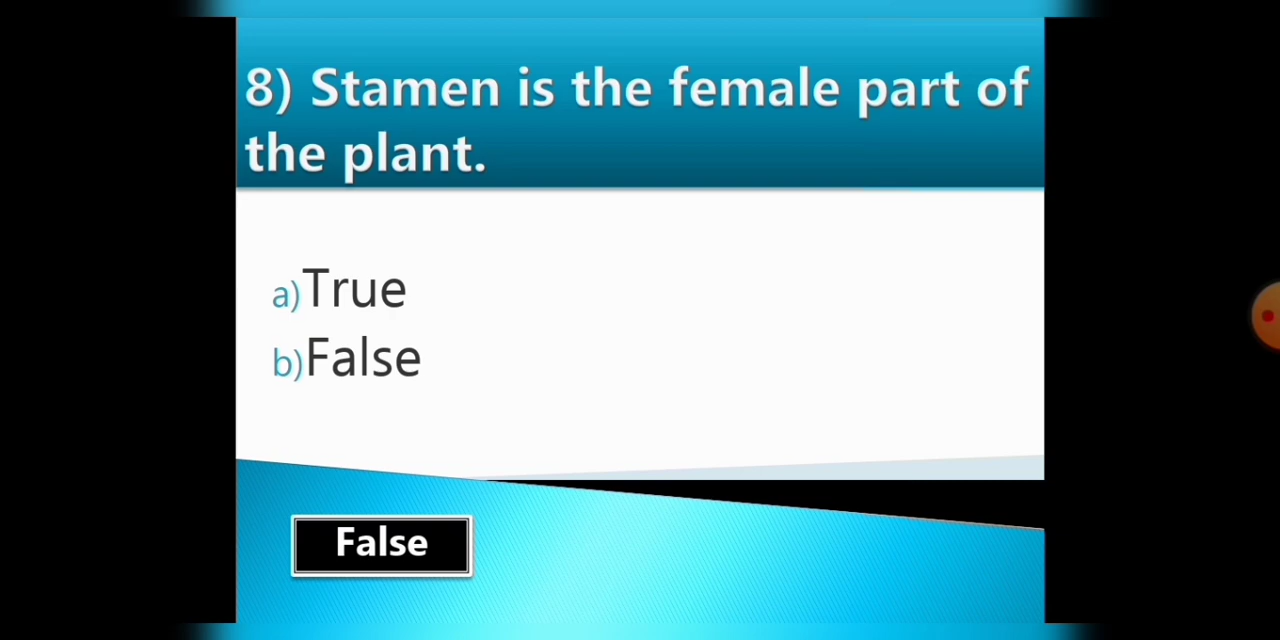 8) Stamen is the female part of
the plant.
a)True
b)False
False